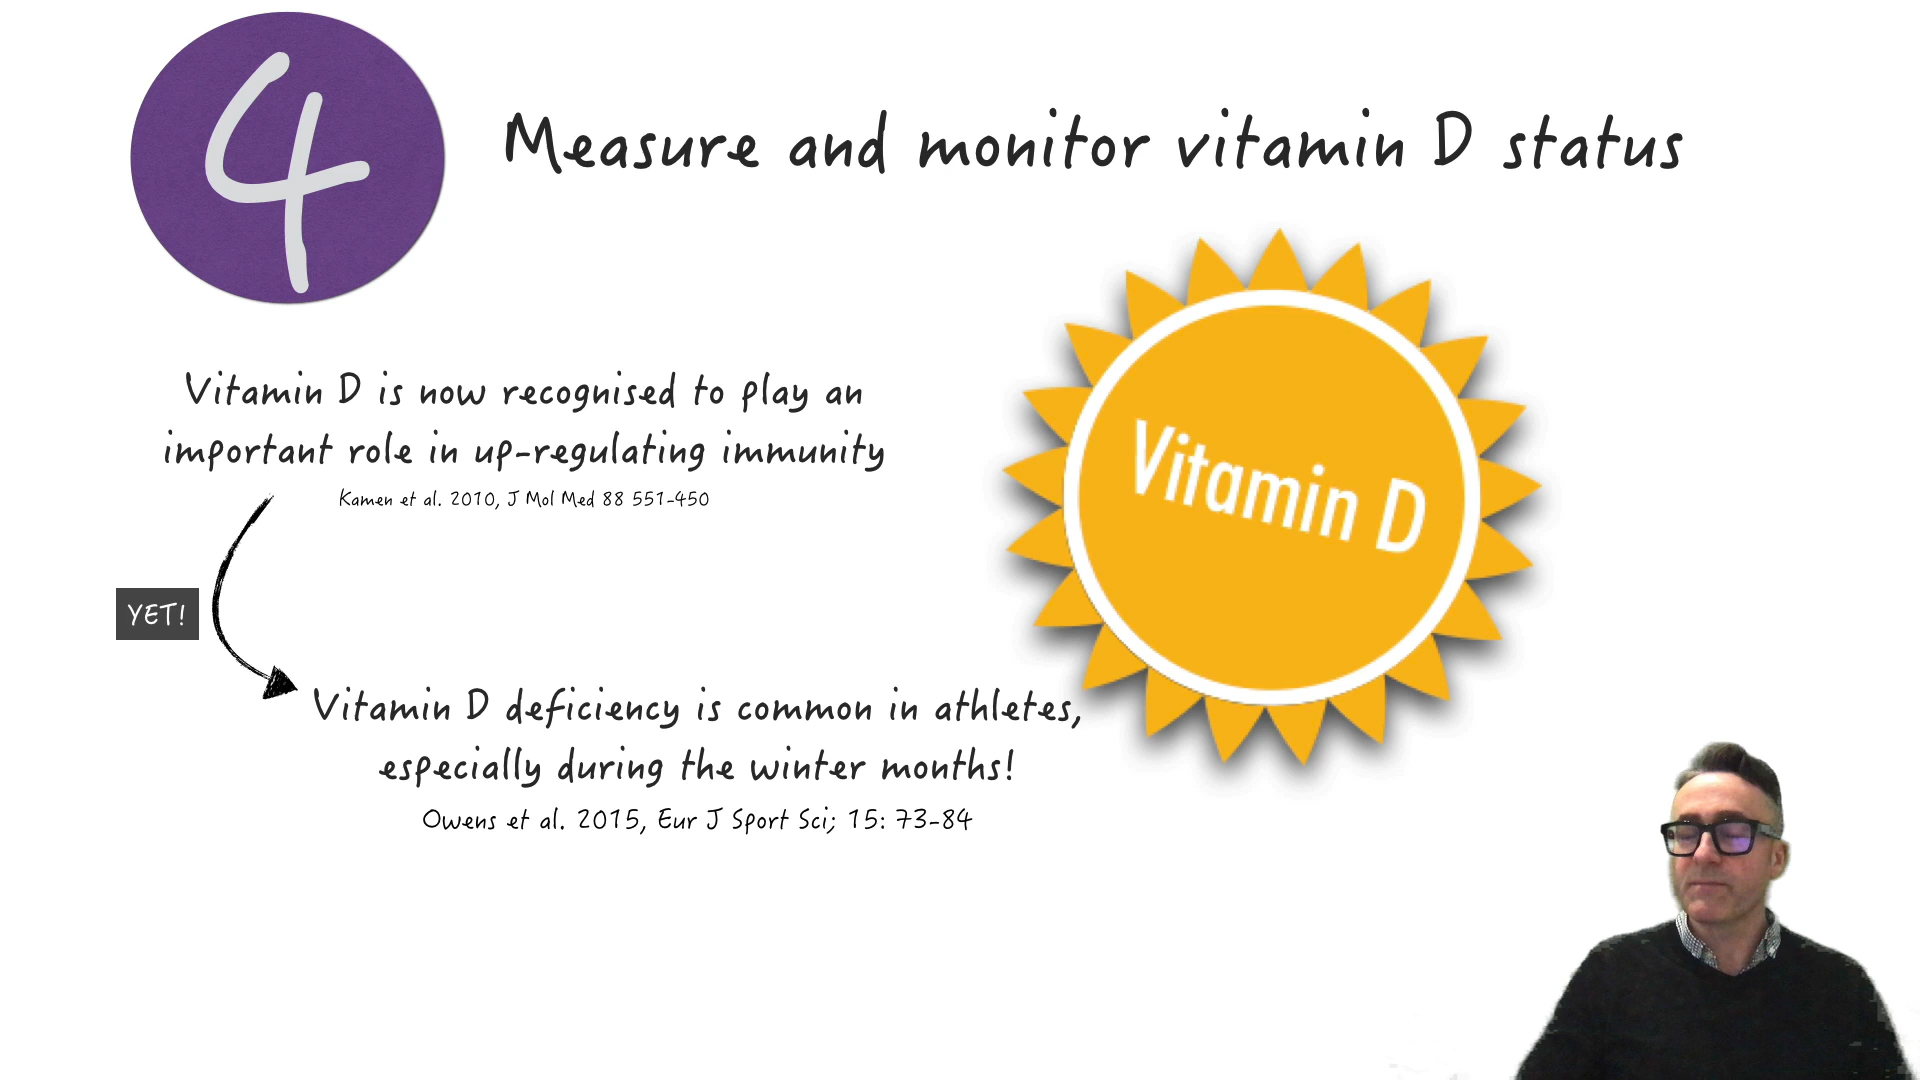 4
Measure and monitor vitamin D status
Vitamin D is now recognised to play an
important role in up-regulating immunity
Kamen et al. 2010, J Mol Med 88 551-450
Vitamin D
YET!
Vitamin D deficiency is common in athletes,
especially during the winter months!
Owens et al. 2015, Eur J Sport Sci; 15: 73-84